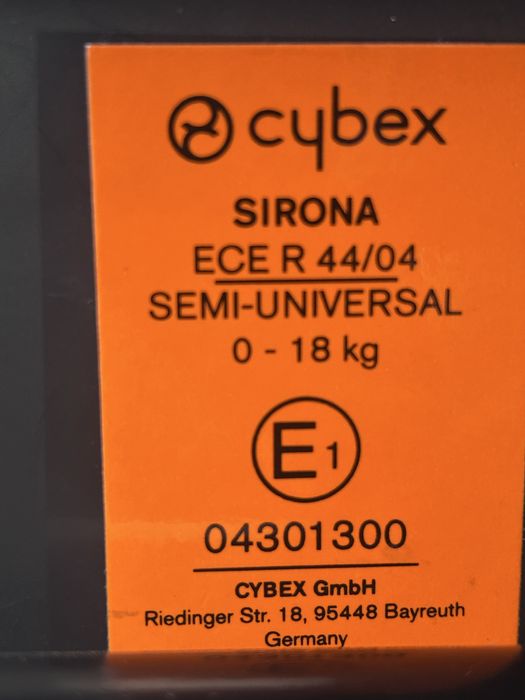 cybex
SIRONA
ECE R 44/04
SEMI-UNIVERSAL
0 - 18 kg
E1
04301300
CYBEX GmbH
Riedinger Str. 18, 95448 Bayreuth
Germany